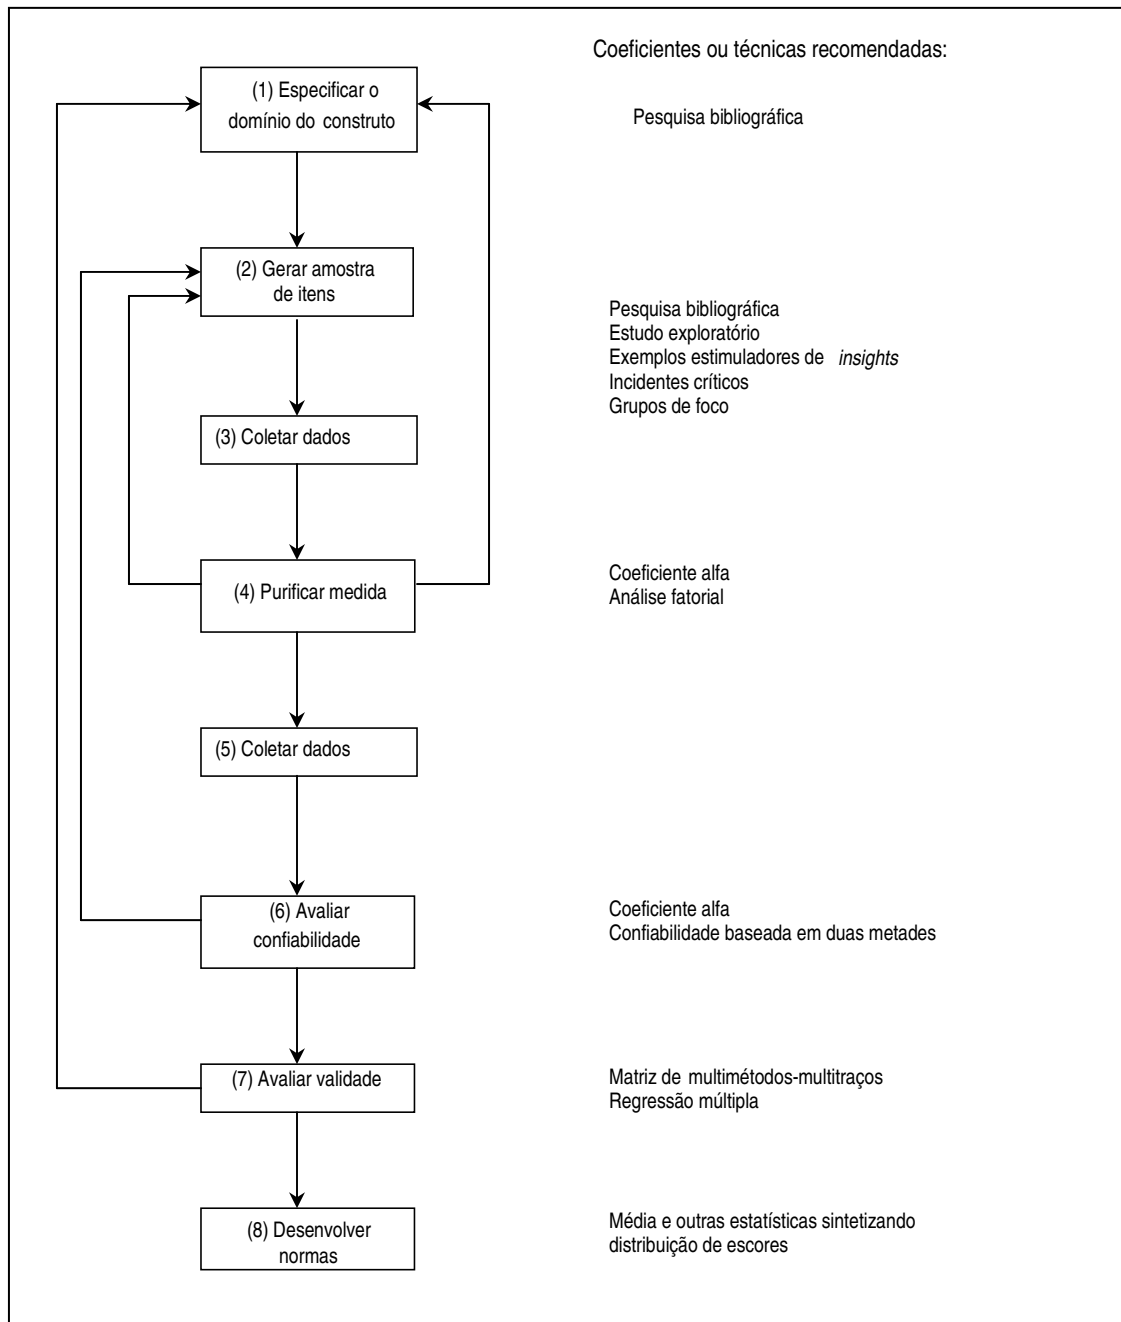 Coeficientes ou técnicas recomendadas:
(1) Especificar o
domínio do construto
Pesquisa bibliográfica
(2) Gerar amostra
de itens
Pesquisa bibliográfica
Estudo exploratório
Exemplos estimuladores de insights
Incidentes críticos
Grupos de foco
(3) Coletar dados
(4) Purificar medida
Coeficiente alfa
Análise fatorial
(5) Coletar dados
(6) Avaliar
confiabilidade
Coeficiente alfa
Confiabilidade baseada em duas metades
(7) Avaliar validade
Matriz de multimétodos-multitraços
Regressão múltipla
(8) Desenvolver
normas
Média e outras estatísticas sintetizando
distribuição de escores